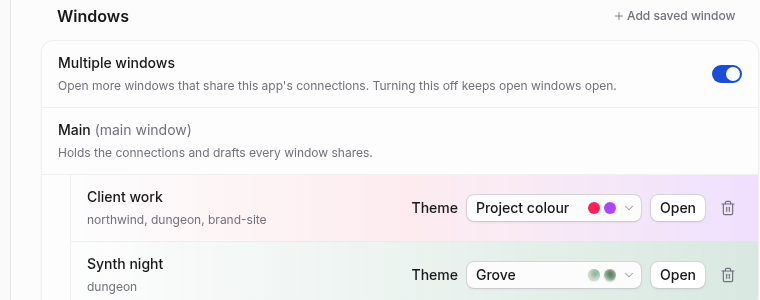 Windows
+ Add saved window
Multiple windows
Open more windows that share this app's connections. Turning this off keeps open windows open.
Main (main window)
Holds the connections and drafts every window shares.
Client work
northwind, dungeon, brand-site
Theme Project colour Open
Synth night
dungeon
Theme Grove Open